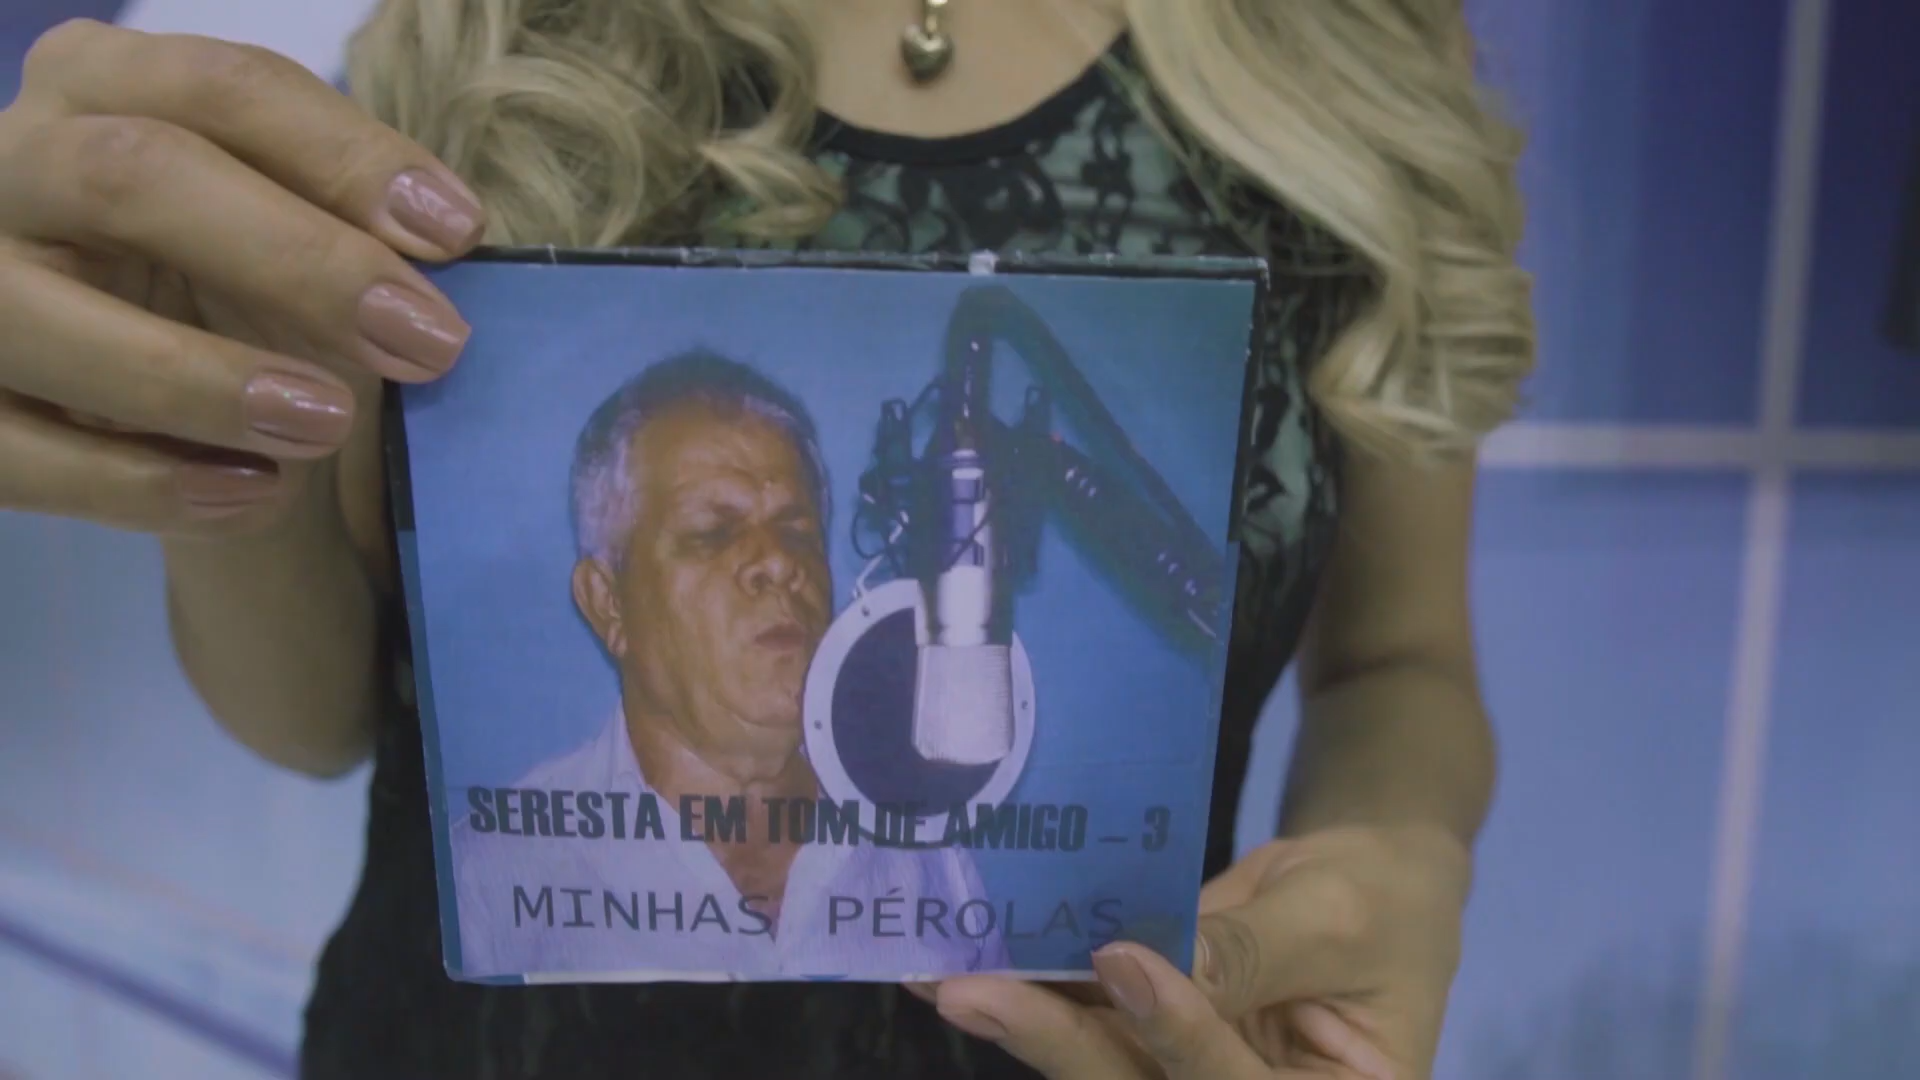 SERESTA EM TOM DE AMIGO – 3
MINHAS PÉROLAS